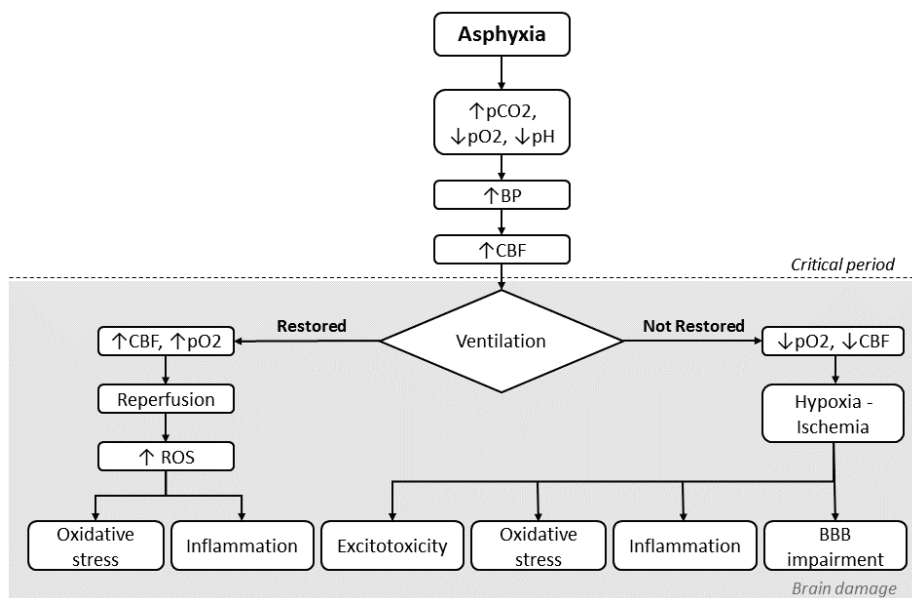 Asphyxia
↑pCO2,
↓pO2, ↓pH
↑BP
↑CBF
Critical period
Restored
Ventilation
Not Restored
↑CBF, ↑pO2
↓pO2, ↓CBF
Reperfusion
Hypoxia -
Ischemia
↑ ROS
Oxidative
stress
Inflammation
Excitotoxicity
Oxidative
stress
Inflammation
BBB
impairment
Brain damage